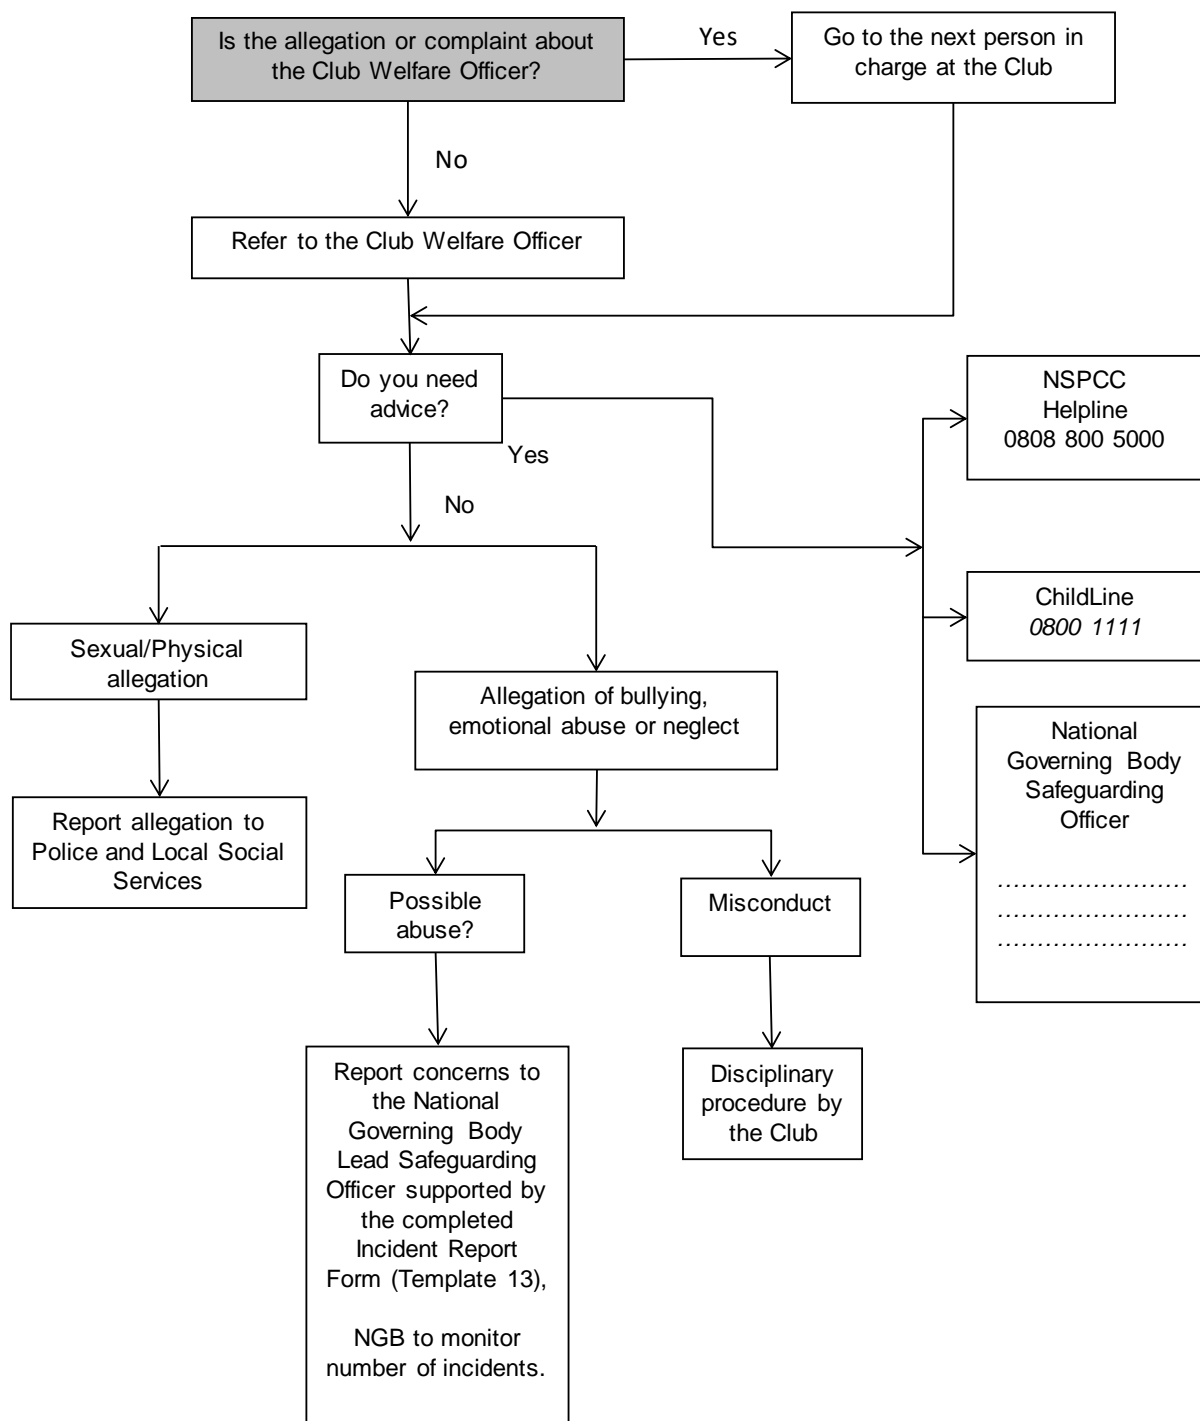 Is the allegation or complaint about
the Club Welfare Officer?
Yes
Go to the next person in
charge at the Club
No
Refer to the Club Welfare Officer
Do you need
advice?
Yes
No
NSPCC
Helpline
0808 800 5000
ChildLine
0800 1111
National
Governing Body
Safeguarding
Officer
........................
........................
........................
Sexual/Physical
allegation
Allegation of bullying,
emotional abuse or neglect
Report allegation to
Police and Local Social
Services
Possible
abuse?
Misconduct
Report concerns to
the National
Governing Body
Lead Safeguarding
Officer supported by
the completed
Incident Report
Form (Template 13),
NGB to monitor
number of incidents.
Disciplinary
procedure by
the Club